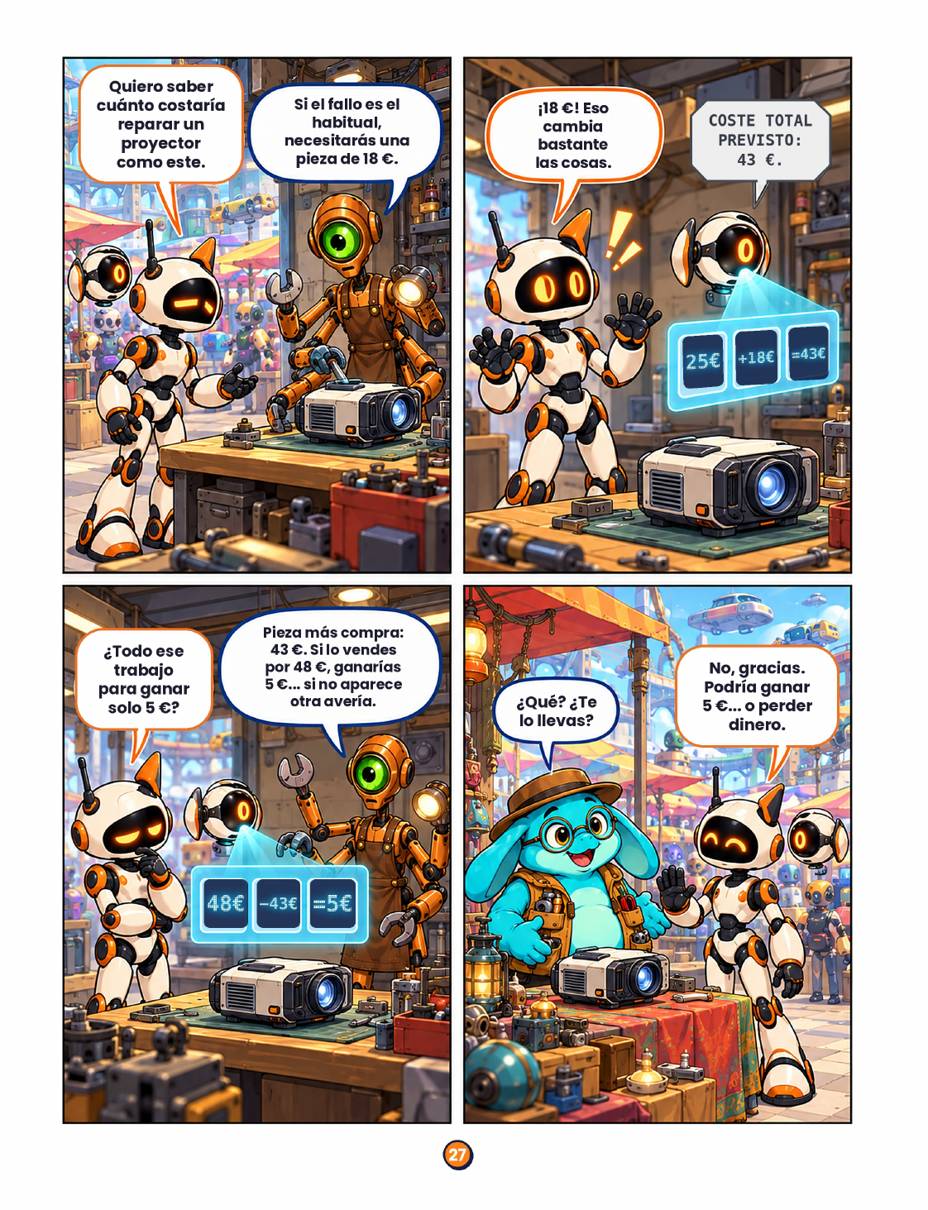 Quiero saber
cuánto costaría
reparar un
proyector
como este.
Si el fallo es el
habitual,
necesitarás una
pieza de 18 €.
¡18 €! Eso
cambia
bastante
las cosas.
COSTE TOTAL
PREVISTO:
43 €.
25€ +18€ =43€
¿Todo ese
trabajo
para ganar
solo 5 €?
Pieza más compra:
43 €. Si lo vendes
por 48 €, ganarías
5 €... si no aparece
otra avería.
48€ −43€ =5€
¿Qué? ¿Te
lo llevas?
No, gracias.
Podría ganar
5 €... o perder
dinero.
27